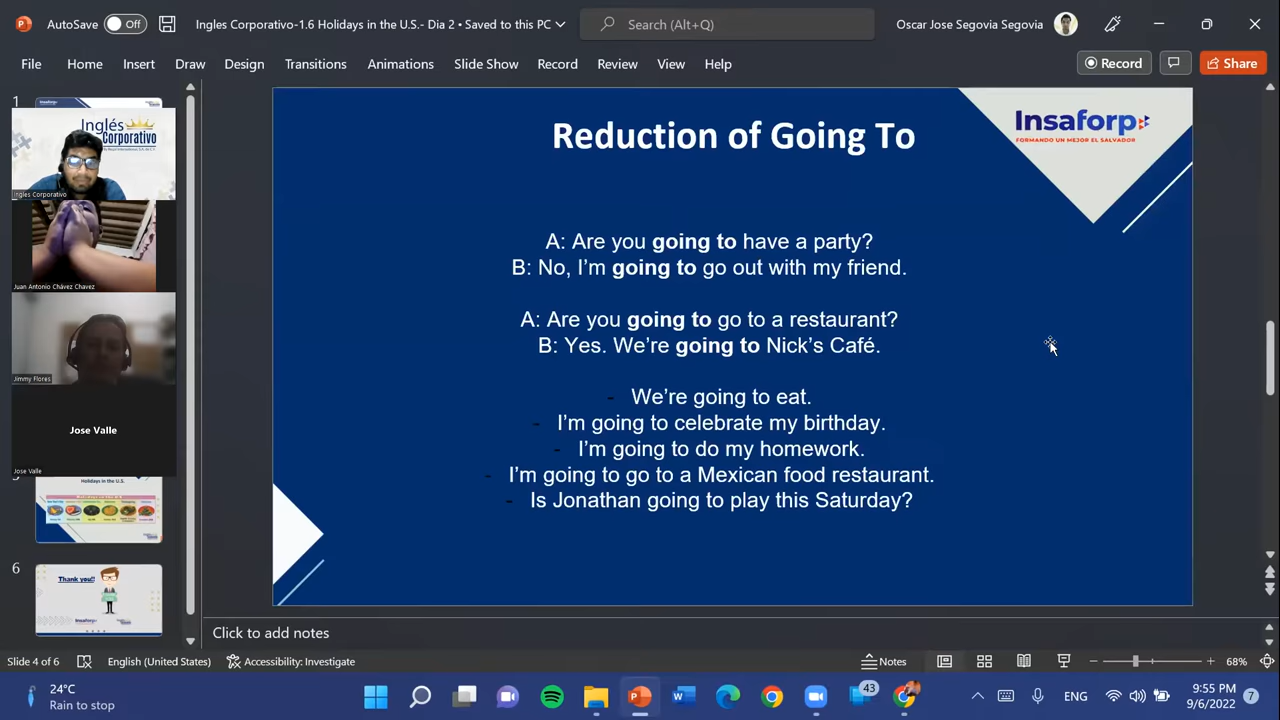 AutoSave Off Ingles Corporativo-1.6 Holidays in the U.S.- Dia 2 • Saved to this PC Search (Alt+Q) Oscar Jose Segovia Segovia
File Home Insert Draw Design Transitions Animations Slide Show Record Review View Help Record Share
1
Inglés
Corporativo
Ingles Corporativo
Juan Antonio Chávez Chavez
Jimmy Flores
Jose Valle
Jose Valle
Holidays in the U.S.
6
Thank you!!
Insaforp
FORMANDO UN MEJOR EL SALVADOR
Reduction of Going To
A: Are you going to have a party?
B: No, I'm going to go out with my friend.
A: Are you going to go to a restaurant?
B: Yes. We're going to Nick's Café.
- We're going to eat.
- I'm going to celebrate my birthday.
- I'm going to do my homework.
- I'm going to go to a Mexican food restaurant.
- Is Jonathan going to play this Saturday?
Click to add notes
Slide 4 of 6 English (United States) Accessibility: Investigate Notes 68%
24°C
Rain to stop
43
ENG
9:55 PM
9/6/2022
7